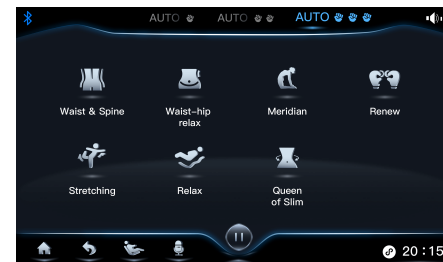 AUTO AUTO AUTO
Waist & Spine
Waist-hip
relax
Meridian
Renew
Stretching
Relax
Queen
of Slim
20:15